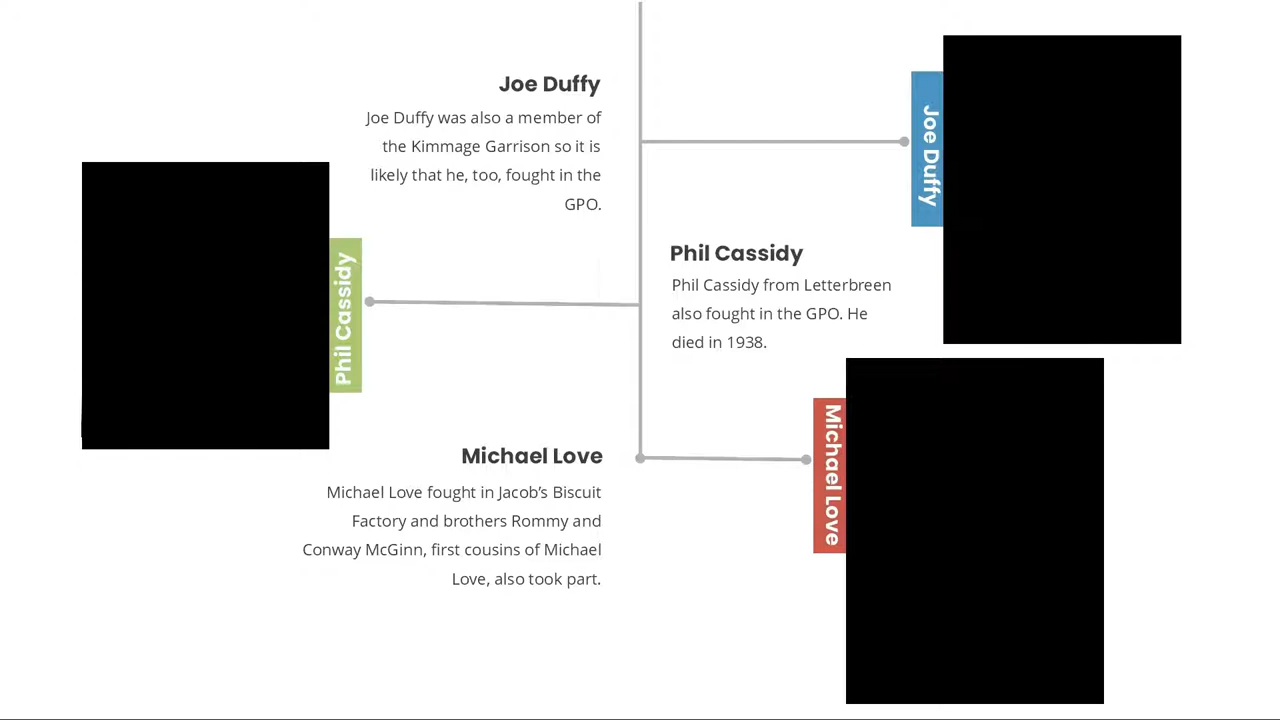 Joe Duffy
Joe Duffy was also a member of
the Kimmage Garrison so it is
likely that he, too, fought in the
GPO.
Joe Duffy
Phil Cassidy
Phil Cassidy
Phil Cassidy from Letterbreen
also fought in the GPO. He
died in 1938.
Michael Love
Michael Love fought in Jacob’s Biscuit
Factory and brothers Rommy and
Conway McGinn, first cousins of Michael
Love, also took part.
Michael Love